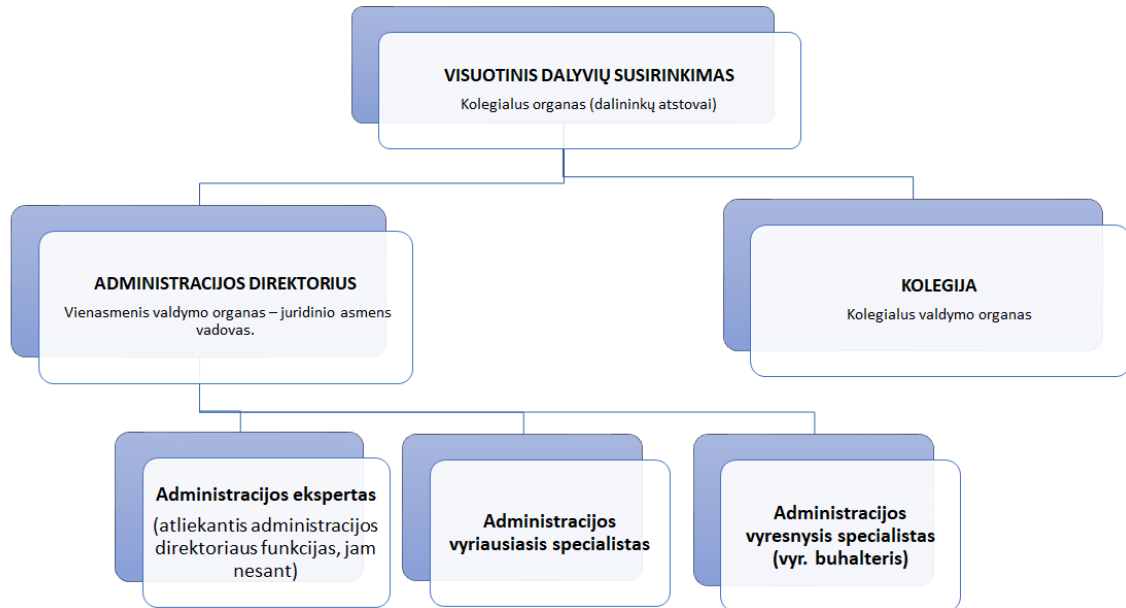 VISUOTINIS DALYVIŲ SUSIRINKIMAS
Kolegialus organas (dalininkų atstovai)
ADMINISTRACIJOS DIREKTORIUS
Vienasmenis valdymo organas – juridinio asmens
vadovas.
KOLEGIJA
Kolegialus valdymo organas
Administracijos ekspertas
(atliekantis administracijos
direktoriaus funkcijas, jam
nesant)
Administracijos
vyriausiasis specialistas
Administracijos
vyresnysis specialistas
(vyr. buhalteris)